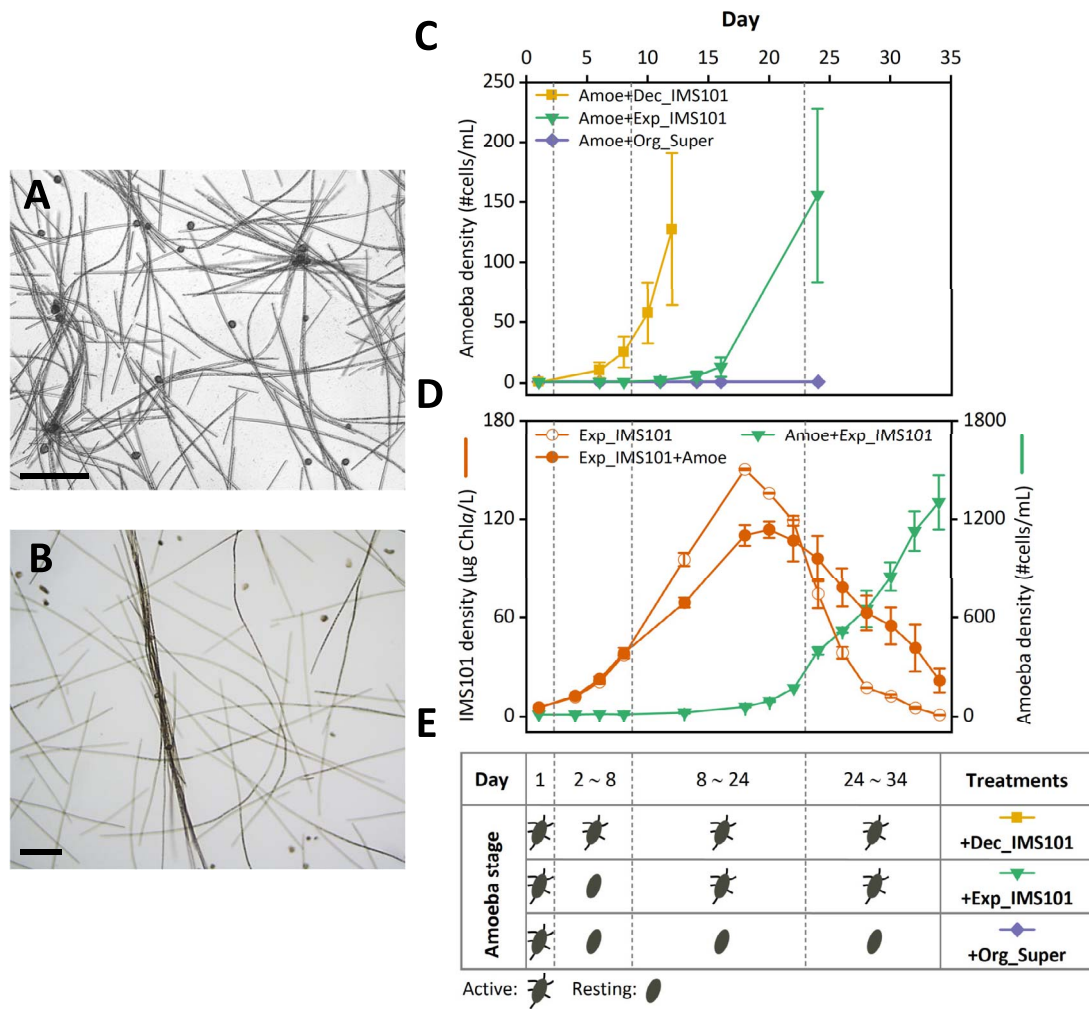 A
B
C
Day
0 5 10 15 20 25 30 35
250
200
150
100
50
0
Amoeba density (#cells/mL)
Amoe+Dec_IMS101
Amoe+Exp_IMS101
Amoe+Org_Super
D
180
120
60
0
IMS101 density (µg Chla/L)
Exp_IMS101
Exp_IMS101+Amoe
Amoe+Exp_IMS101
1800
1200
600
0
Amoeba density (#cells/mL)
E
Day 1 2 ~ 8 8 ~ 24 24 ~ 34 Treatments
Amoeba stage
+Dec_IMS101
+Exp_IMS101
+Org_Super
Active: Resting: